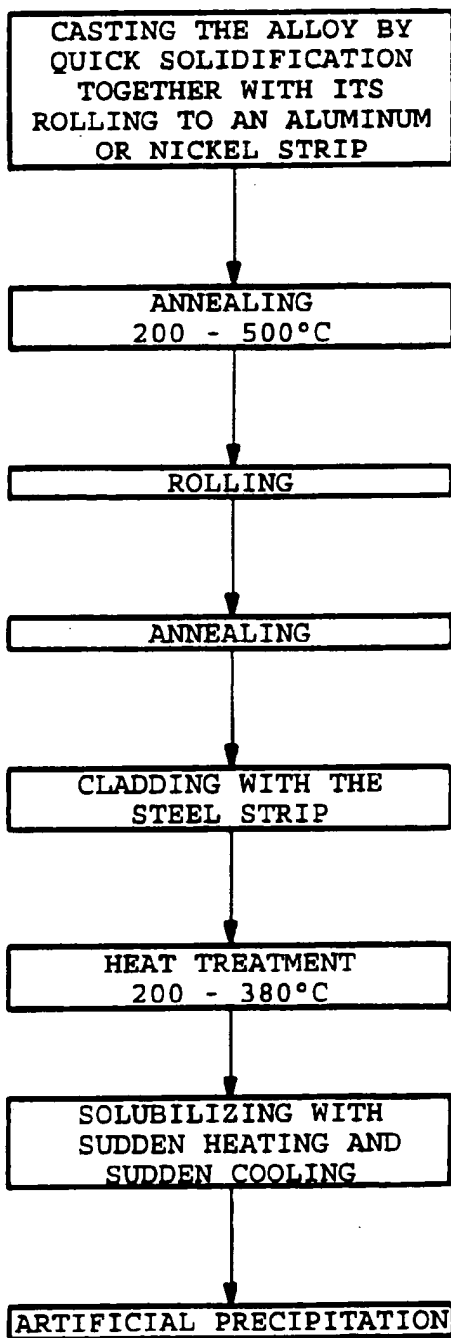 CASTING THE ALLOY BY
QUICK SOLIDIFICATION
TOGETHER WITH ITS
ROLLING TO AN ALUMINUM
OR NICKEL STRIP
ANNEALING
200 - 500°C
ROLLING
ANNEALING
CLADDING WITH THE
STEEL STRIP
HEAT TREATMENT
200 - 380°C
SOLUBILIZING WITH
SUDDEN HEATING AND
SUDDEN COOLING
ARTIFICIAL PRECIPITATION